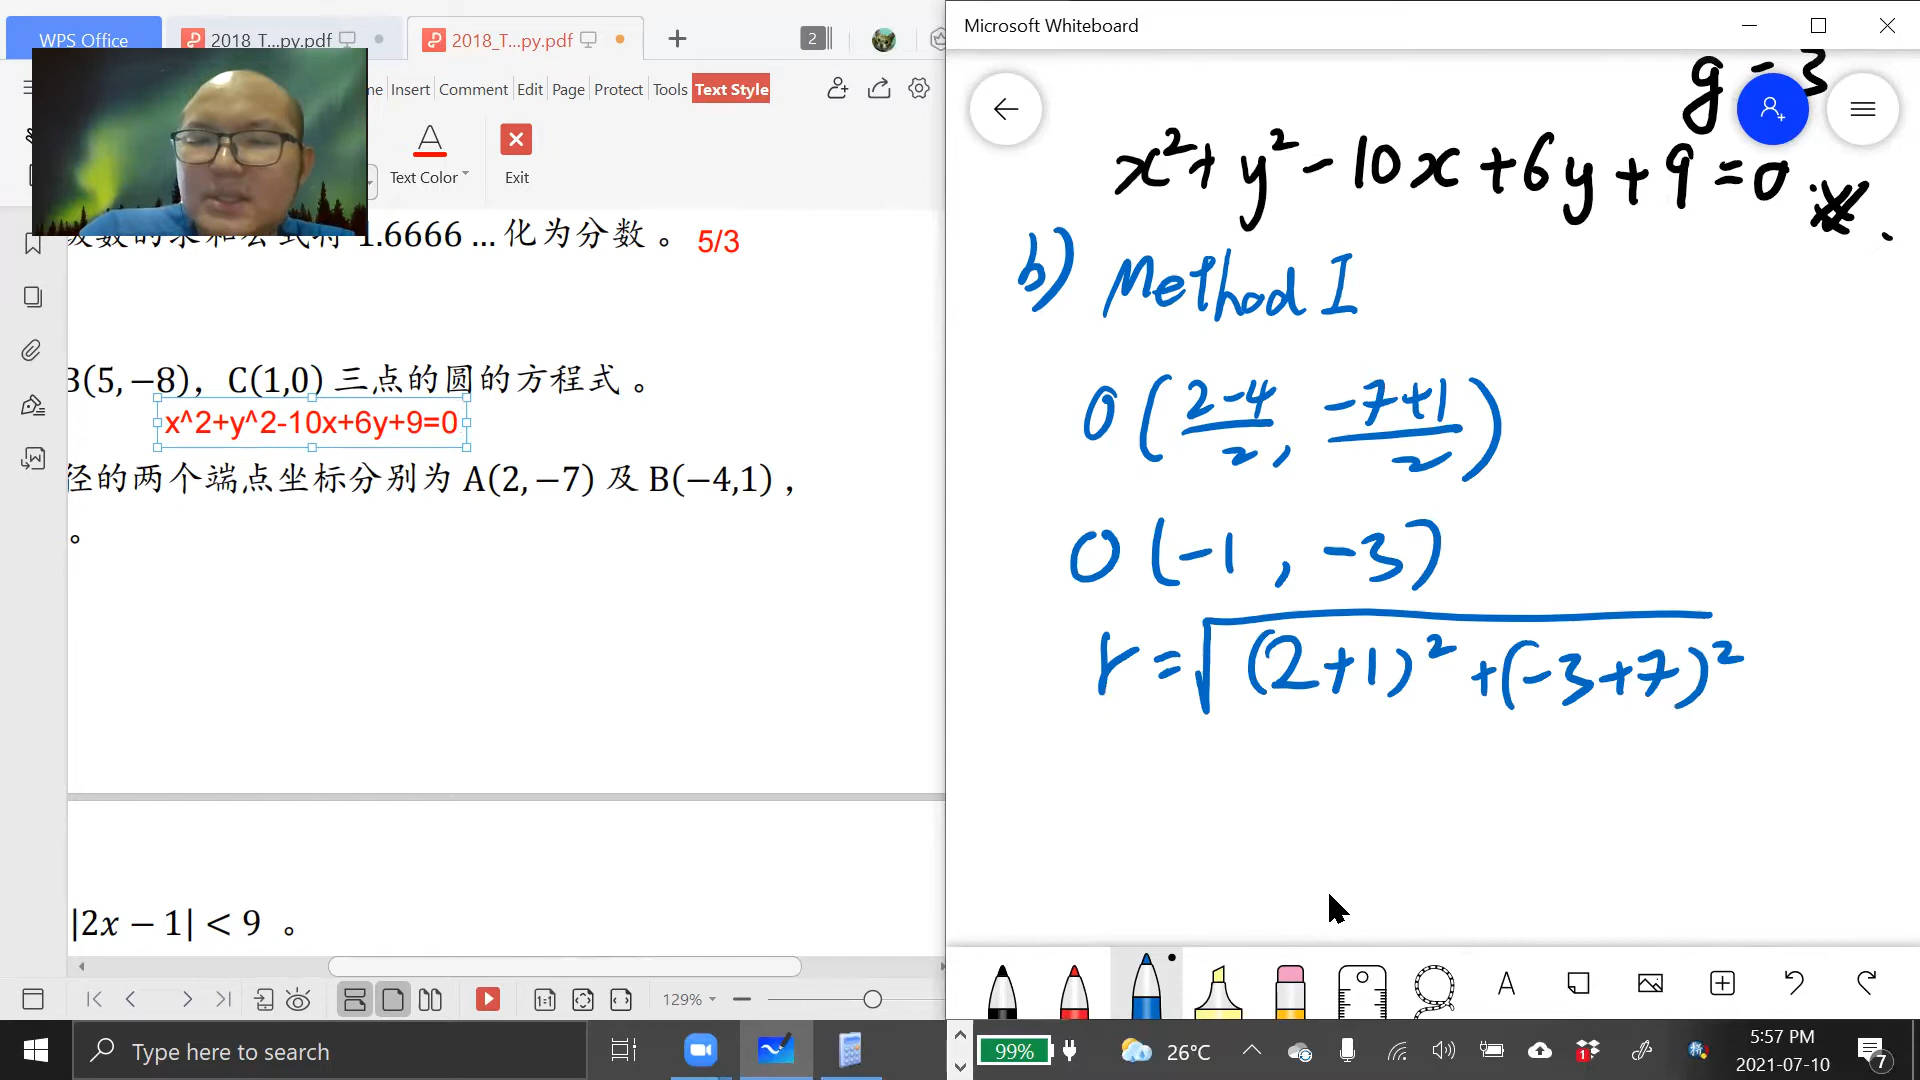 WPS Office
2018_T...py.pdf
2018_T...py.pdf
2
Insert
Comment
Edit
Page
Protect
Tools
Text Style
Text Color
Exit
1.6666 … 化为分数 。 5/3
B(5, −8)，C(1,0) 三点的圆的方程式 。
x^2+y^2-10x+6y+9=0
径的两个端点坐标分别为 A(2, −7) 及 B(−4,1) ，
。
|2x − 1| < 9 。
129%
Microsoft Whiteboard
g = 3
x² + y² - 10x + 6y + 9 = 0
b) Method I
O ( (2-4)/2 , (-7+1)/2 )
O (-1 , -3)
r = √((2+1)² + (-3+7)²)
Type here to search
99%
26°C
1
5:57 PM
2021-07-10
7